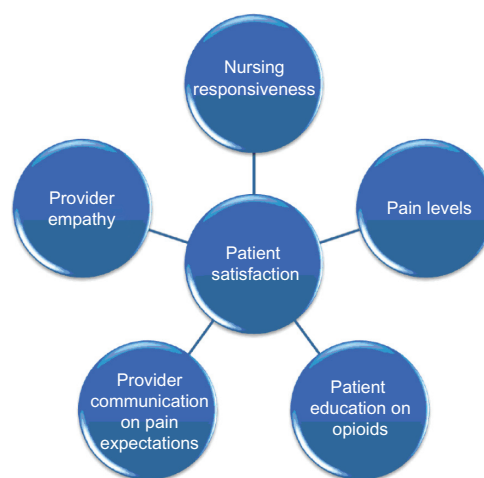 Nursing
responsiveness
Provider
empathy
Pain levels
Patient
satisfaction
Provider
communication
on pain
expectations
Patient
education on
opioids